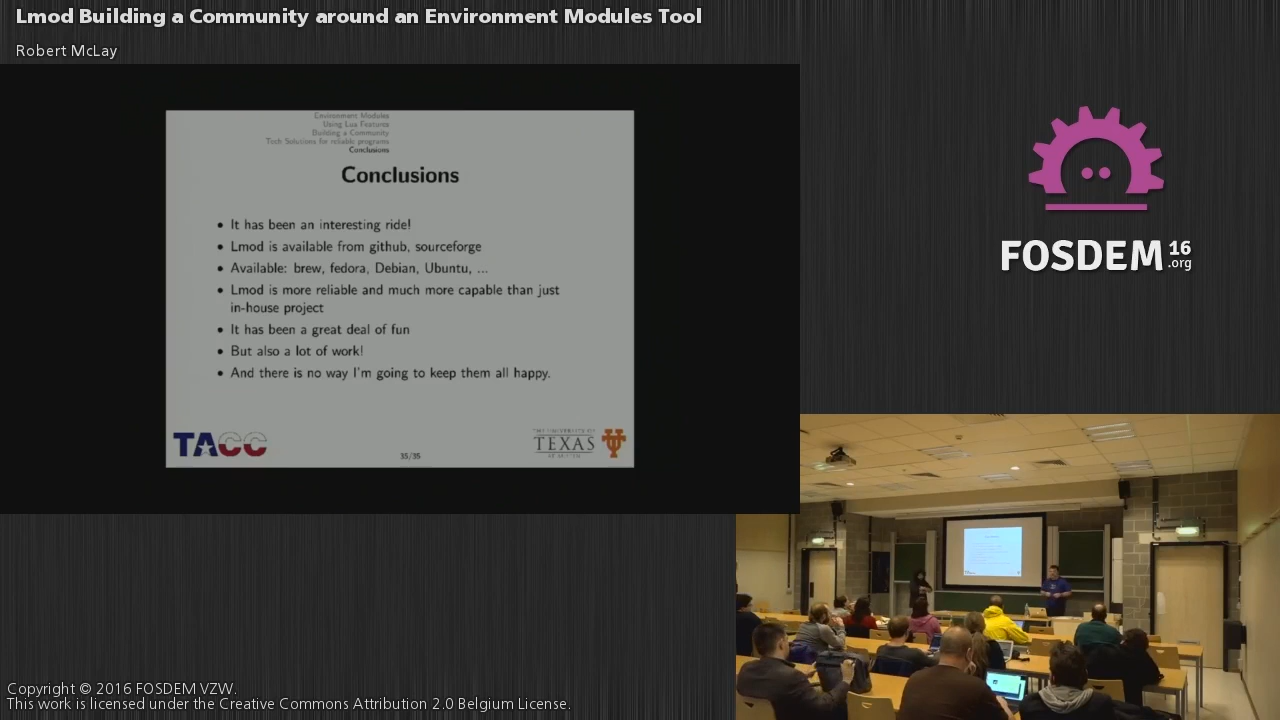 Lmod Building a Community around an Environment Modules Tool
Robert McLay
Environment Modules
Using Lua Features
Building a Community
Tech Solutions for reliable programs
Conclusions
Conclusions
• It has been an interesting ride!
• Lmod is available from github, sourceforge
• Available: brew, fedora, Debian, Ubuntu, ...
• Lmod is more reliable and much more capable than just
in-house project
• It has been a great deal of fun
• But also a lot of work!
• And there is no way I'm going to keep them all happy.
TACC
35/35
THE UNIVERSITY OF
TEXAS
AT AUSTIN
FOSDEM 16
.org
Copyright © 2016 FOSDEM VZW.
This work is licensed under the Creative Commons Attribution 2.0 Belgium License.